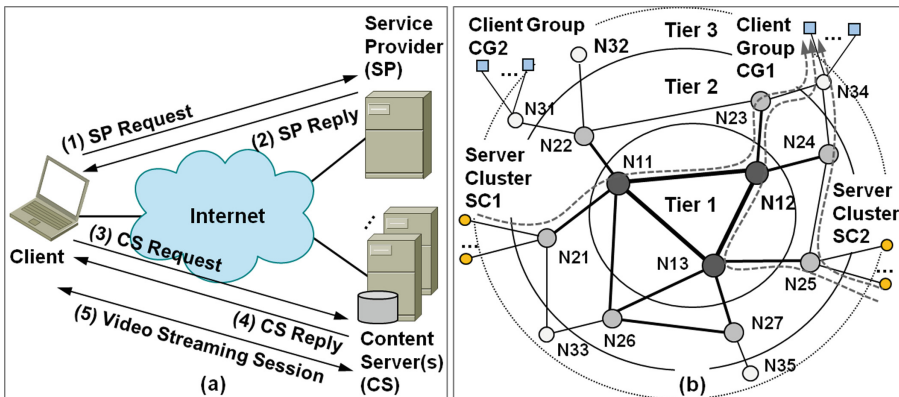 Service
Provider
(SP)
(1) SP Request
(2) SP Reply
Internet
Client
(3) CS Request
(4) CS Reply
(5) Video Streaming Session
Content
Server(s)
(CS)
(a)
Client Group
CG2
...
N32
Tier 3
Client
Group
CG1
...
N31
Tier 2
N34
N23
N22
N24
Server
Cluster
SC1
N11
N12
Tier 1
Server
Cluster
SC2
...
N21
N13
N25
...
N33
N26
N27
N35
(b)